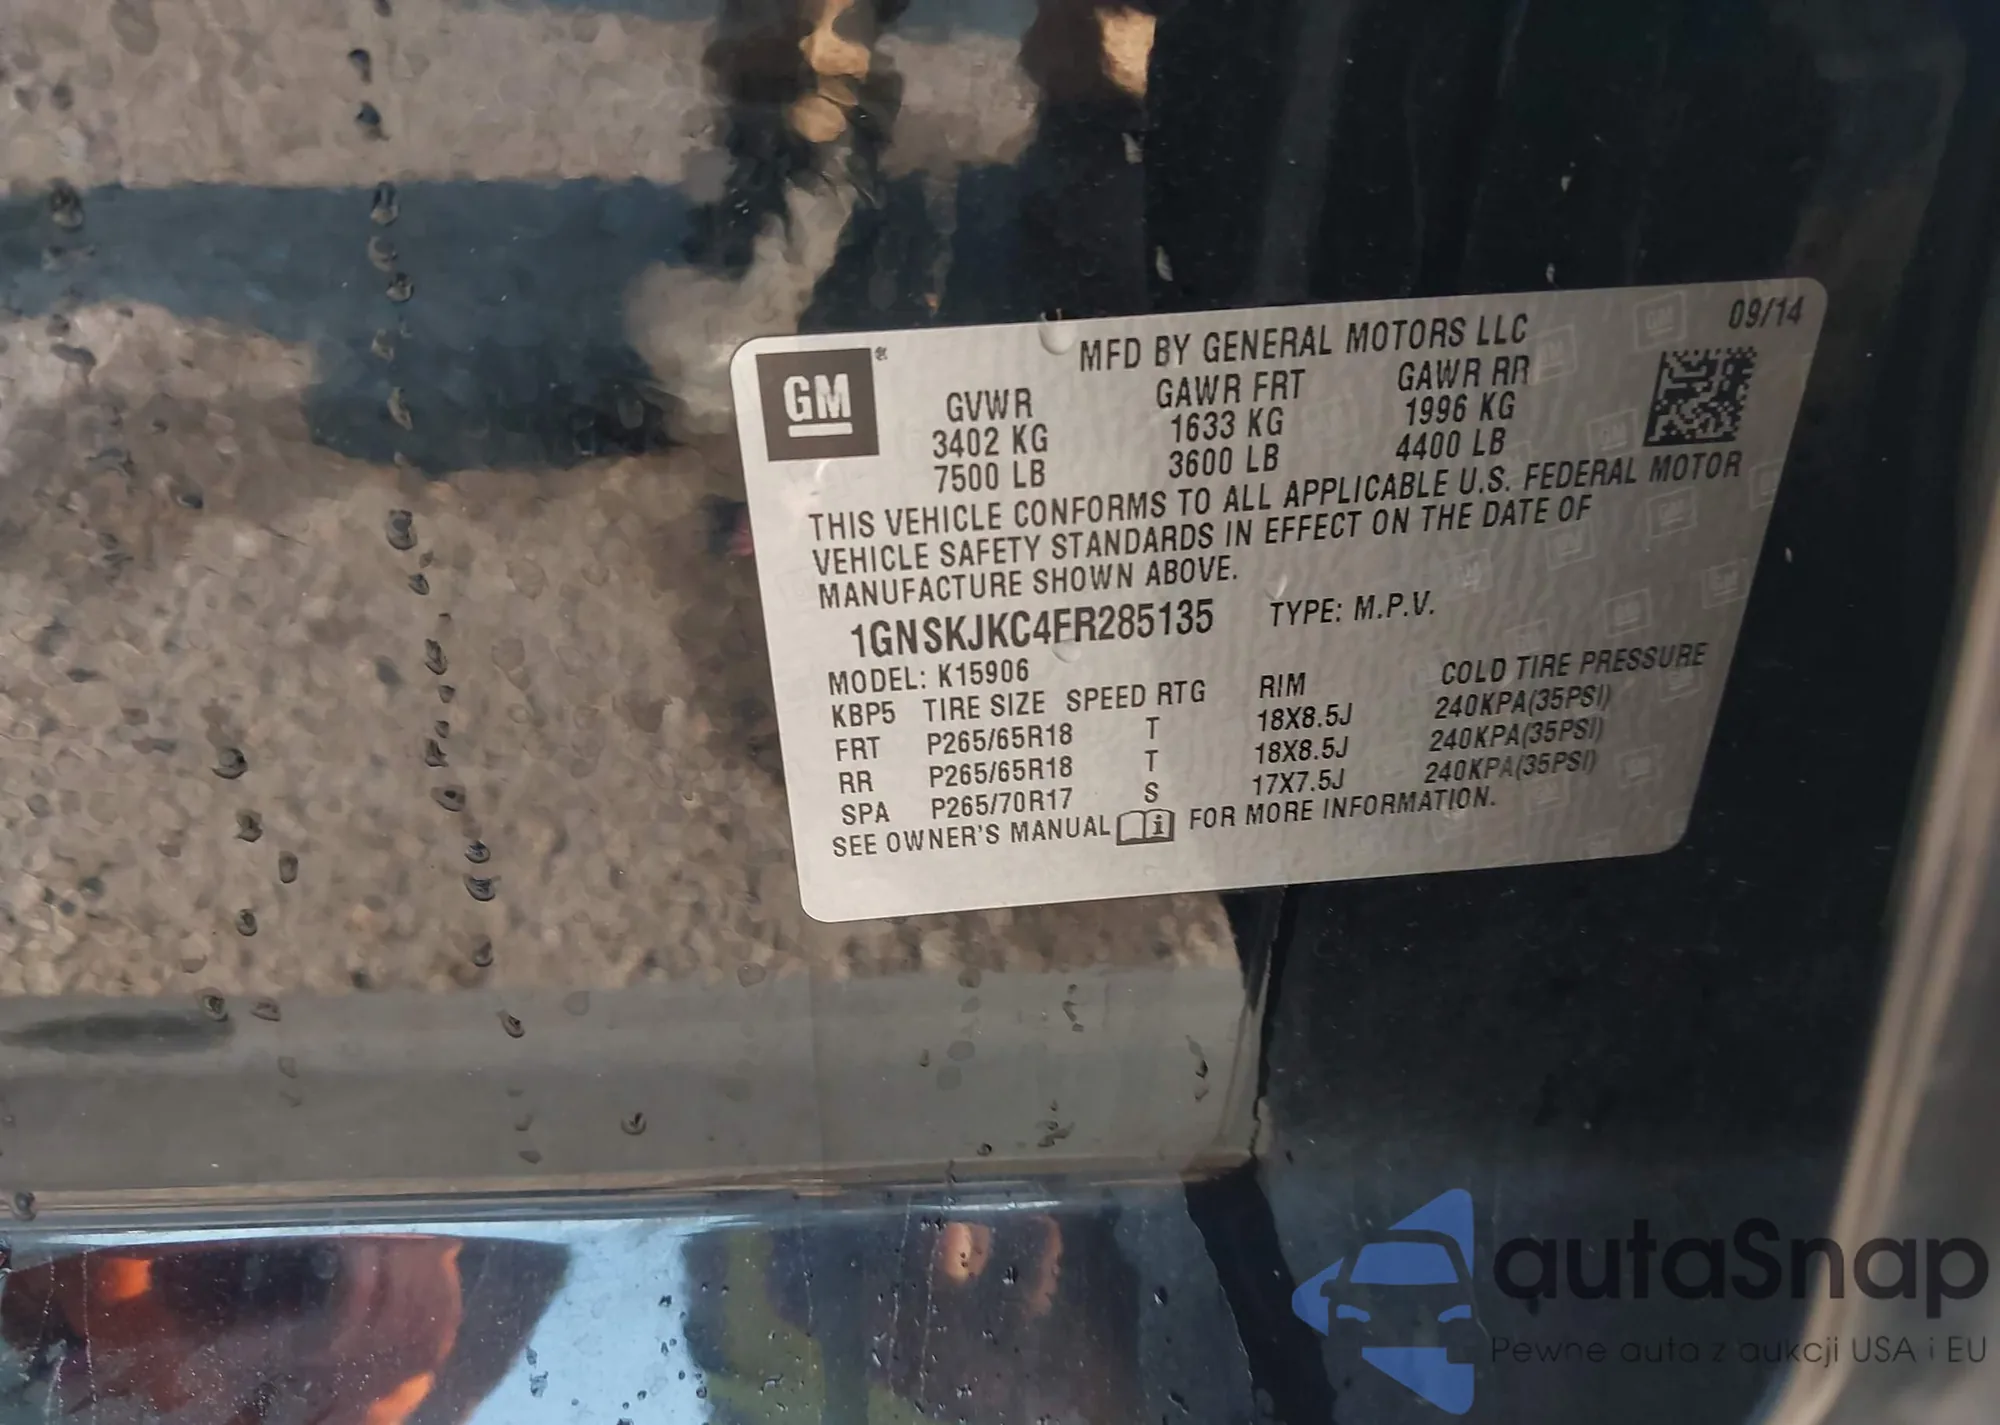 GM ®
MFD BY GENERAL MOTORS LLC 09/14
GVWR GAWR FRT GAWR RR
3402 KG 1633 KG 1996 KG
7500 LB 3600 LB 4400 LB
THIS VEHICLE CONFORMS TO ALL APPLICABLE U.S. FEDERAL MOTOR
VEHICLE SAFETY STANDARDS IN EFFECT ON THE DATE OF
MANUFACTURE SHOWN ABOVE.
1GNSKJKC4FR285135 TYPE: M.P.V.
MODEL: K15906
KBP5 TIRE SIZE SPEED RTG RIM COLD TIRE PRESSURE
FRT P265/65R18 T 18X8.5J 240KPA(35PSI)
RR P265/65R18 T 18X8.5J 240KPA(35PSI)
SPA P265/70R17 S 17X7.5J 240KPA(35PSI)
SEE OWNER'S MANUAL i FOR MORE INFORMATION.
autaSnap
Pewne auta z aukcji USA i EU